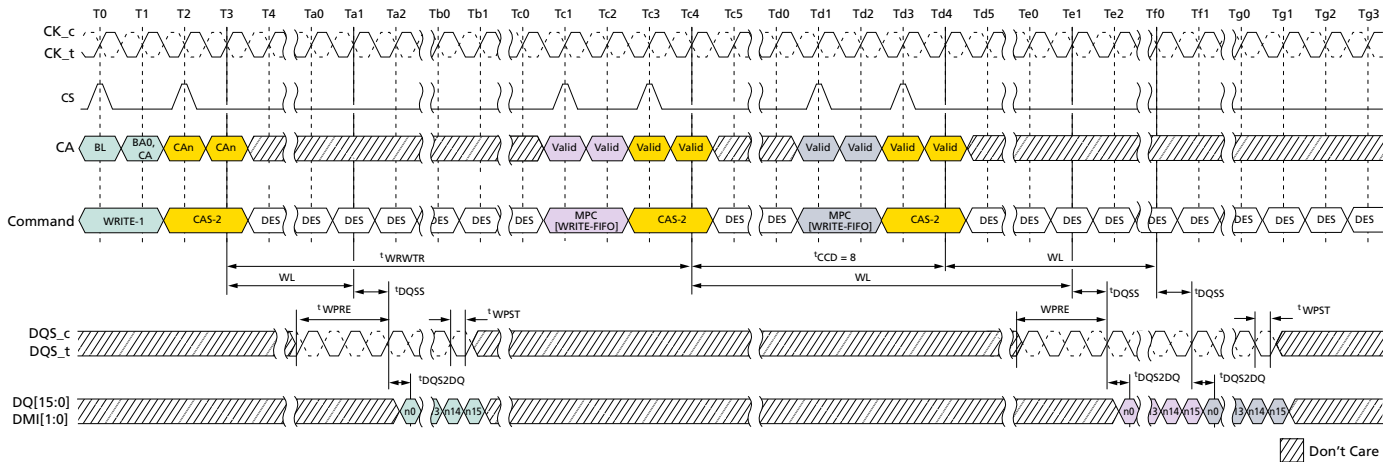 T0 T1 T2 T3 T4 Ta0 Ta1 Ta2 Tb0 Tb1 Tc0 Tc1 Tc2 Tc3 Tc4 Tc5 Td0 Td1 Td2 Td3 Td4 Td5 Te0 Te1 Te2 Tf0 Tf1 Tg0 Tg1 Tg2 Tg3
CK_c
CK_t
CS
CA BL BA0, CA CAn CAn Valid Valid Valid Valid Valid Valid Valid Valid
Command WRITE-1 CAS-2 DES DES DES DES DES DES DES MPC [WRITE-FIFO] CAS-2 DES DES MPC [WRITE-FIFO] CAS-2 DES DES DES DES DES DES DES DES DES DES
tWRWTR tCCD = 8 WL
WL WL
tDQSS tDQSS tDQSS
tWPRE tWPST WPRE tWPST
DQS_c
DQS_t
tDQS2DQ tDQS2DQ tDQS2DQ
DQ[15:0]
DMI[1:0]
n0 13 n14 n15 n0 13 n14 n15 n0 13 n14 n15
Don't Care